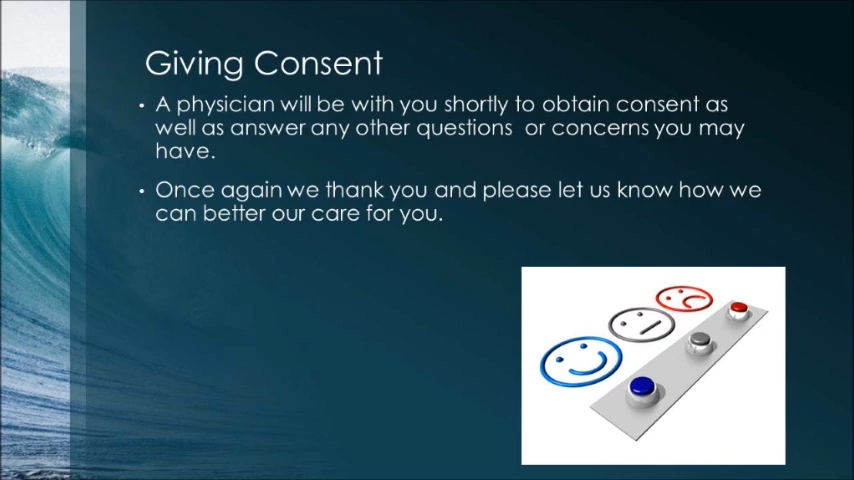 Giving Consent
• A physician will be with you shortly to obtain consent as
well as answer any other questions or concerns you may
have.
• Once again we thank you and please let us know how we
can better our care for you.